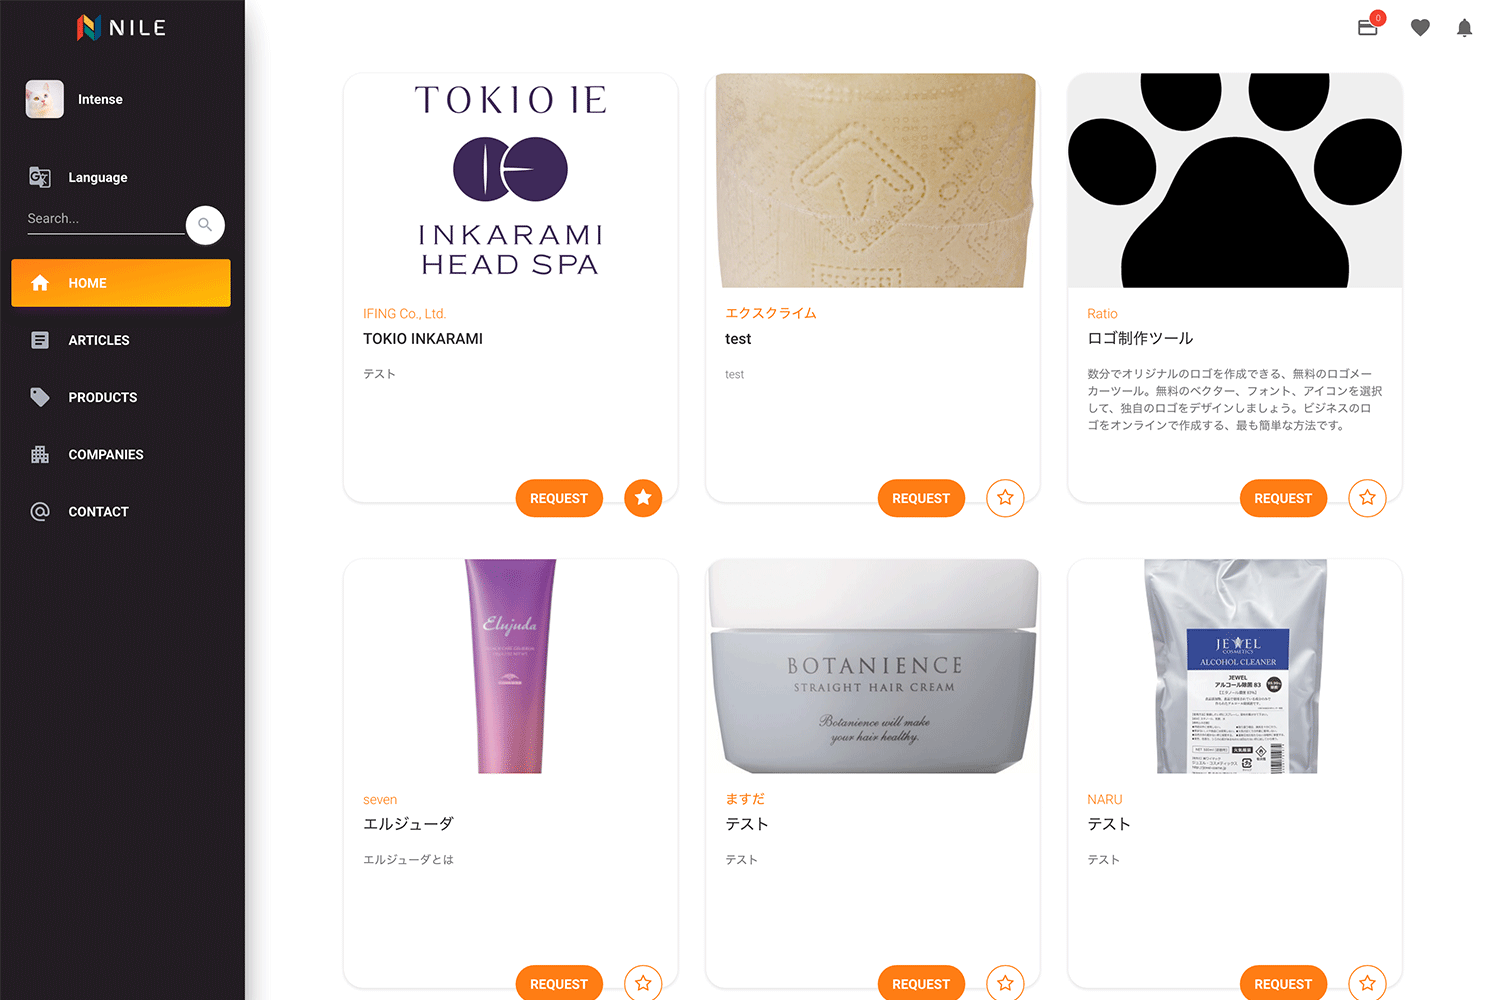 NILE
0
Intense
Language
Search...
HOME
ARTICLES
PRODUCTS
COMPANIES
CONTACT
TOKIO IE
INKARAMI
HEAD SPA
IFING Co., Ltd.
TOKIO INKARAMI
テスト
REQUEST
エクスクライム
test
test
REQUEST
Ratio
ロゴ制作ツール
数分でオリジナルのロゴを作成できる、無料のロゴメー
カーツール。無料のベクター、フォント、アイコンを選択
して、独自のロゴをデザインしましょう。ビジネスのロ
ゴをオンラインで作成する、最も簡単な方法です。
REQUEST
Elujuda
seven
エルジューダ
エルジューダとは
REQUEST
BOTANIENCE
STRAIGHT HAIR CREAM
Botanience will make
your hair healthy.
ますだ
テスト
テスト
REQUEST
JEWEL
COSMETICS
ALCOHOL CLEANER
JEWEL
アルコール除菌 83
NARU
テスト
テスト
REQUEST